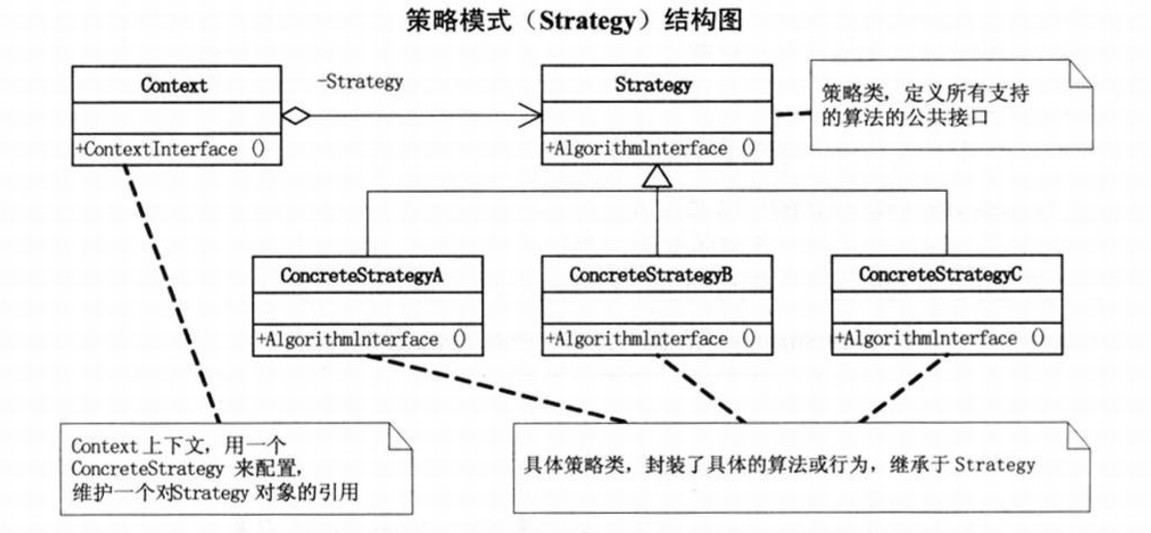 策略模式（Strategy）结构图
Context
-Strategy
Strategy
策略类，定义所有支持
的算法的公共接口
+ContextInterface ()
+AlgorithmInterface ()
ConcreteStrategyA
ConcreteStrategyB
ConcreteStrategyC
+AlgorithmInterface ()
+AlgorithmInterface ()
+AlgorithmInterface ()
Context 上下文，用一个
ConcreteStrategy 来配置，
维护一个对Strategy 对象的引用
具体策略类，封装了具体的算法或行为，继承于 Strategy